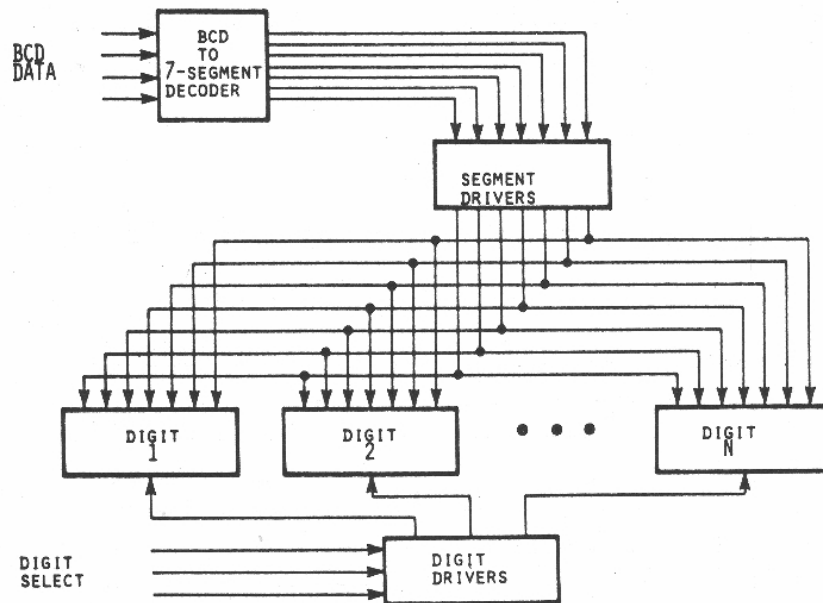 BCD
DATA
BCD
TO
7-SEGMENT
DECODER
SEGMENT
DRIVERS
DIGIT
1
DIGIT
2
DIGIT
N
DIGIT
SELECT
DIGIT
DRIVERS